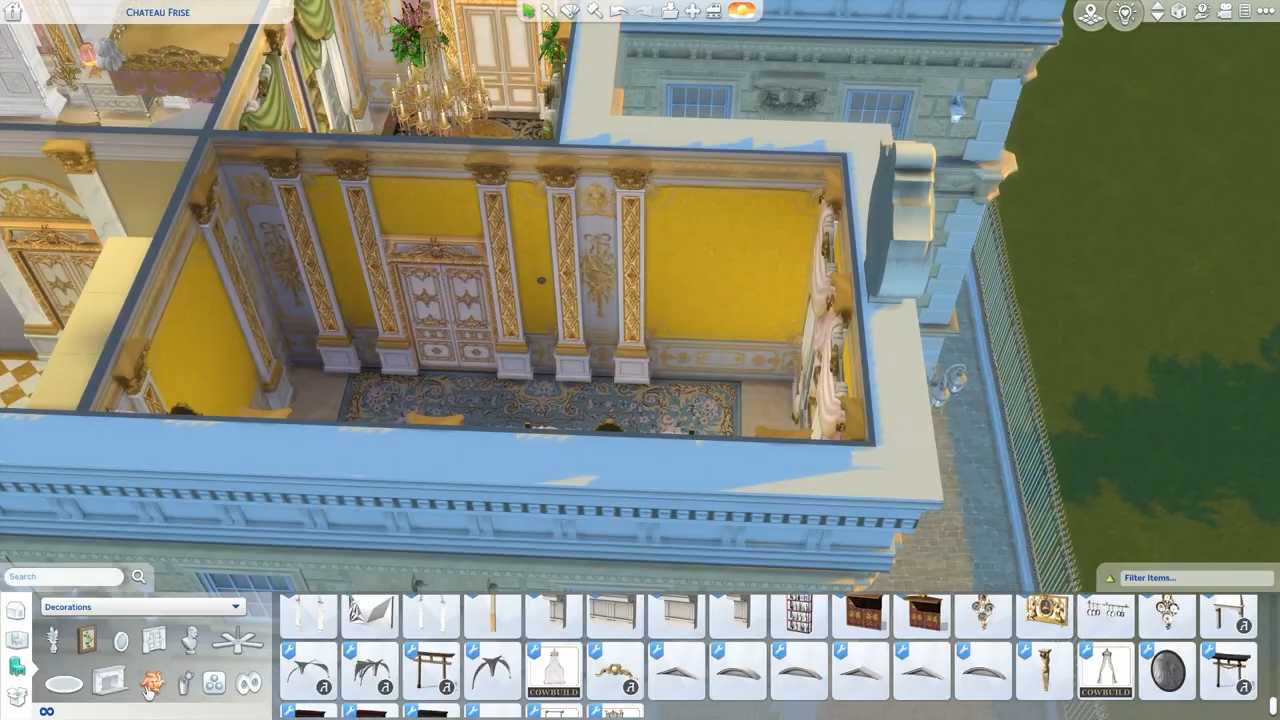 CHATEAU FRISE
Search
Filter Items...
Decorations
COWBUILD
COWBUILD